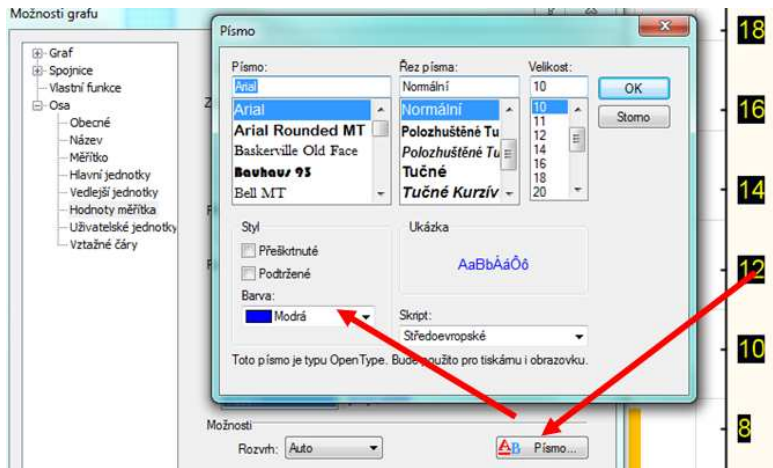 Možnosti grafu
Graf
Spojnice
Vlastní funkce
Osa
Obecné
Název
Měřítko
Hlavní jednotky
Vedlejší jednotky
Hodnoty měřítka
Uživatelské jednotky
Vztažné čáry
Písmo
Písmo:
Arial
Arial
Arial Rounded MT
Baskerville Old Face
Bauhaus 93
Bell MT
Řez písma:
Normální
Normální
Polozhuštěné Tu
Polozhuštěné Tu
Tučné
Tučné Kurzív
Velikost:
10
10
11
12
14
16
18
20
OK
Storno
Styl
Přeškrtnuté
Podtržené
Barva:
Modrá
Ukázka
AaBbÁáÔô
Skript:
Středoevropské
Toto písmo je typu OpenType. Bude použito pro tiskárnu i obrazovku.
Možnosti
Rozvrh: Auto
AB Písmo...
18
16
14
12
10
8